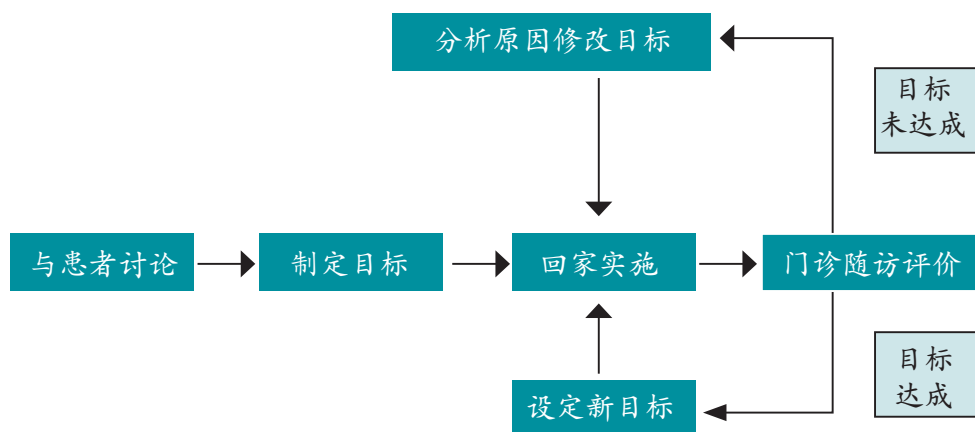 分析原因修改目标
目标
未达成
与患者讨论
制定目标
回家实施
门诊随访评价
目标
达成
设定新目标